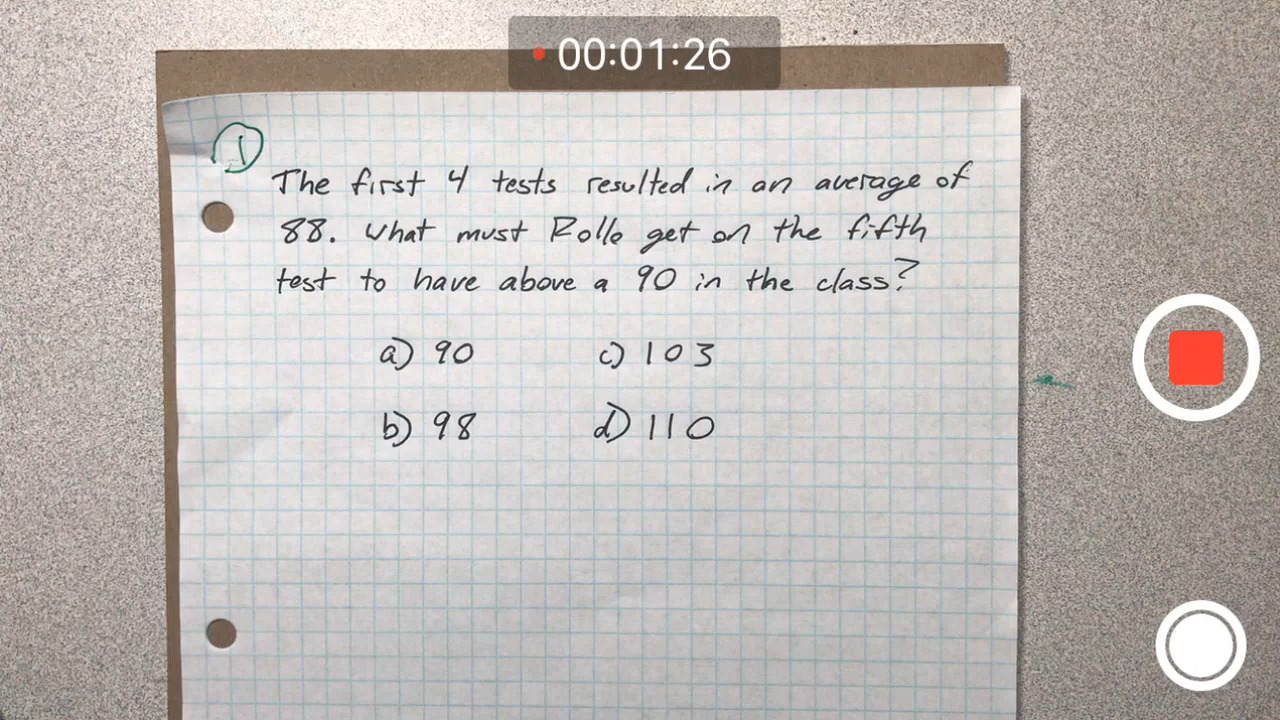 00:01:26
1
The first 4 tests resulted in an average of
88. What must Rollo get on the fifth
test to have above a 90 in the class?
a) 90 c) 103
b) 98 d) 110